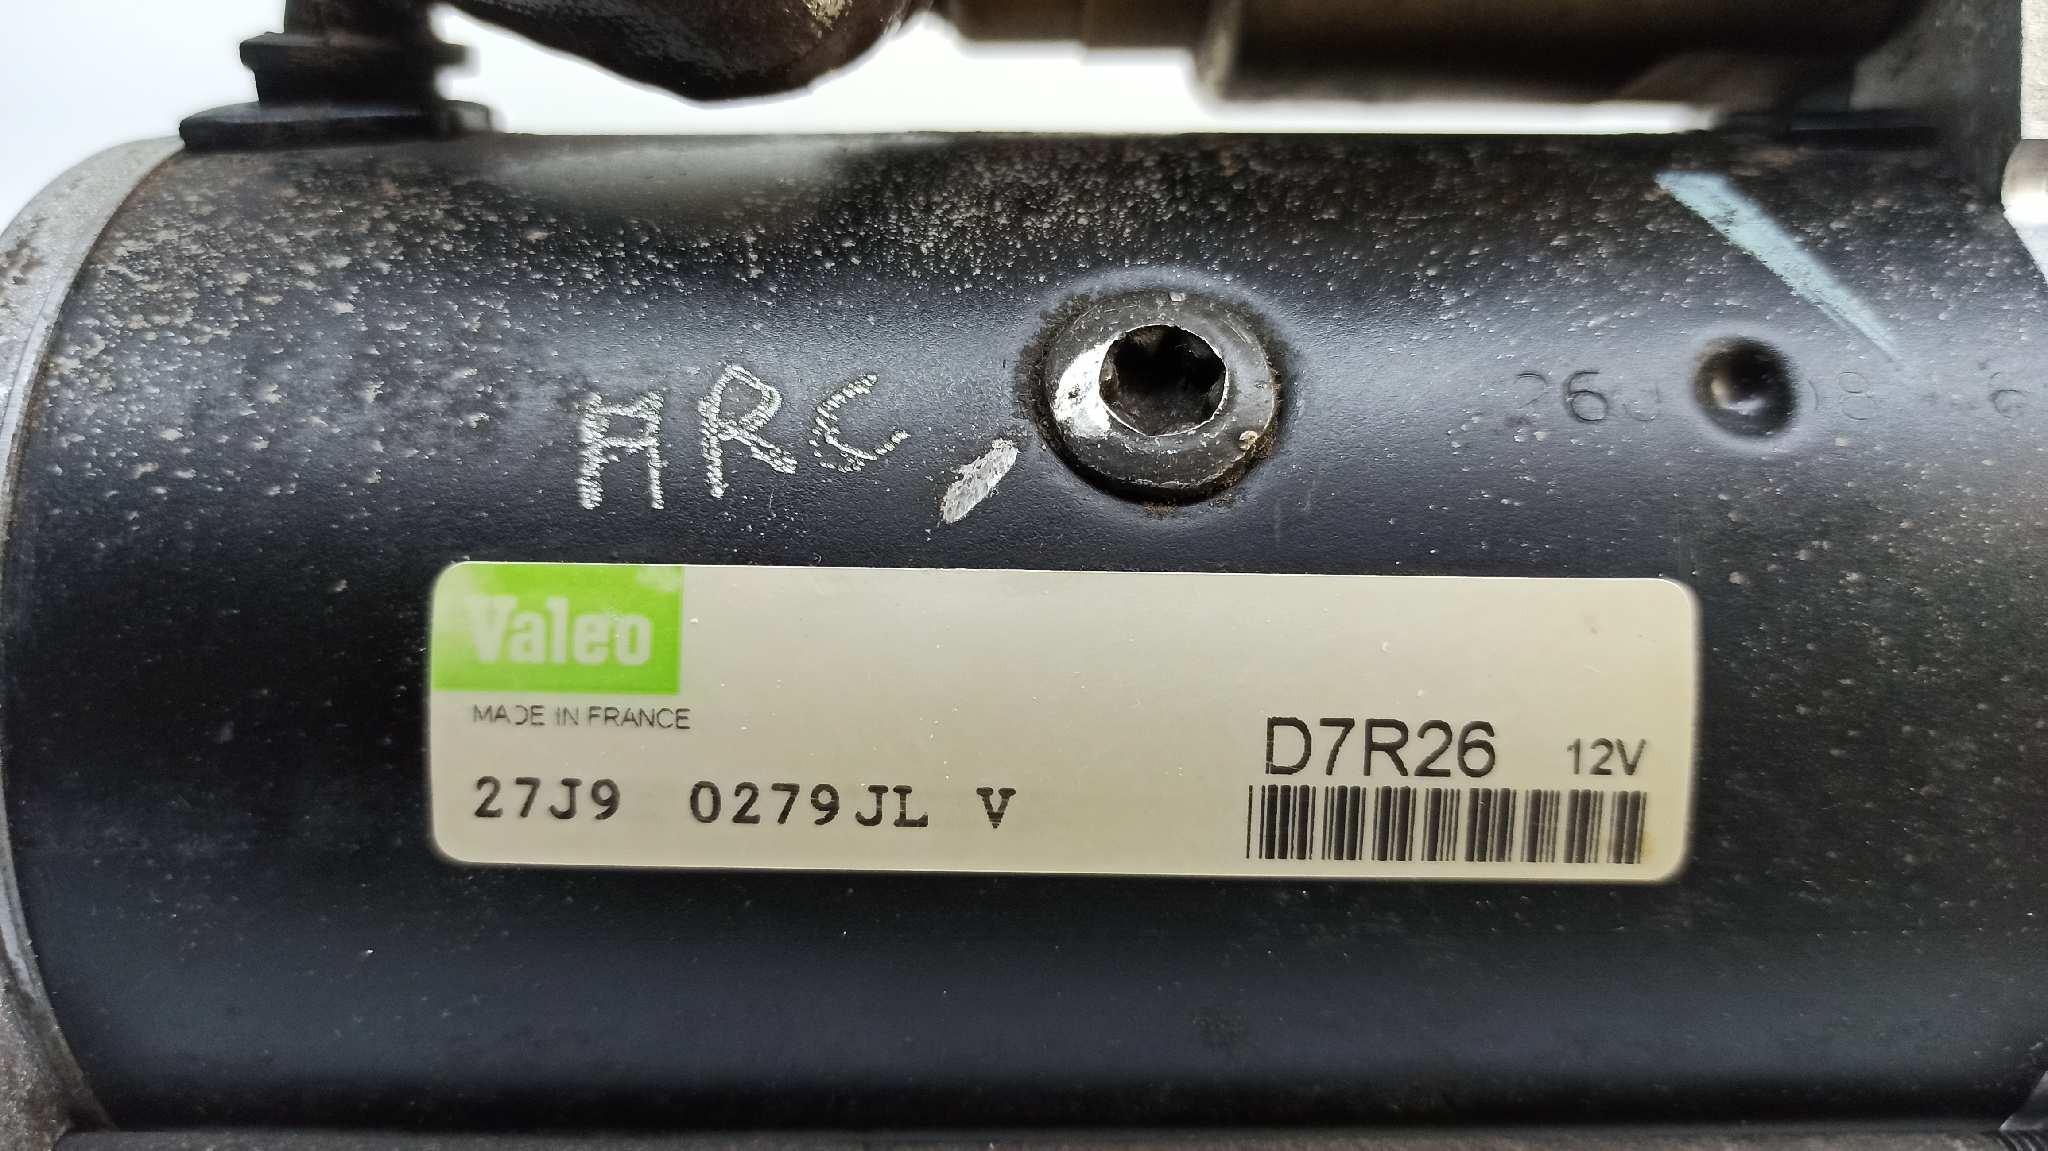 ARC
Valeo
MADE IN FRANCE
D7R26 12V
27J9 0279JL V